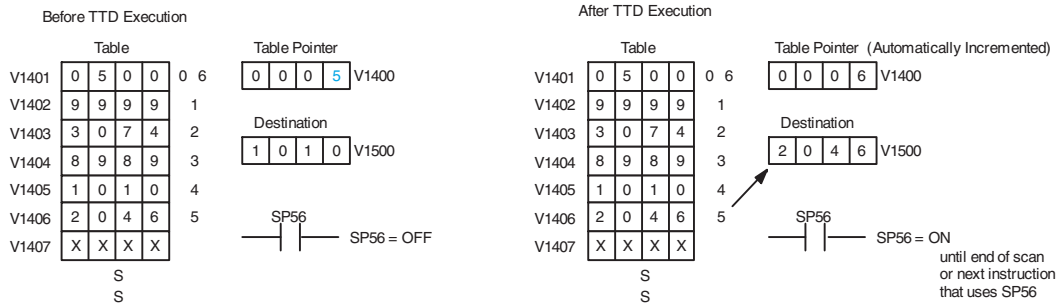 Before TTD Execution
Table
Table Pointer
V1401 0 5 0 0 0 6
0 0 0 5 V1400
V1402 9 9 9 9 1
V1403 3 0 7 4 2
Destination
V1404 8 9 8 9 3
1 0 1 0 V1500
V1405 1 0 1 0 4
V1406 2 0 4 6 5
V1407 X X X X
SP56
SP56 = OFF
S
S
After TTD Execution
Table
Table Pointer (Automatically Incremented)
V1401 0 5 0 0 0 6
0 0 0 6 V1400
V1402 9 9 9 9 1
V1403 3 0 7 4 2
Destination
V1404 8 9 8 9 3
2 0 4 6 V1500
V1405 1 0 1 0 4
V1406 2 0 4 6 5
V1407 X X X X
SP56
SP56 = ON
until end of scan
or next instruction
that uses SP56
S
S